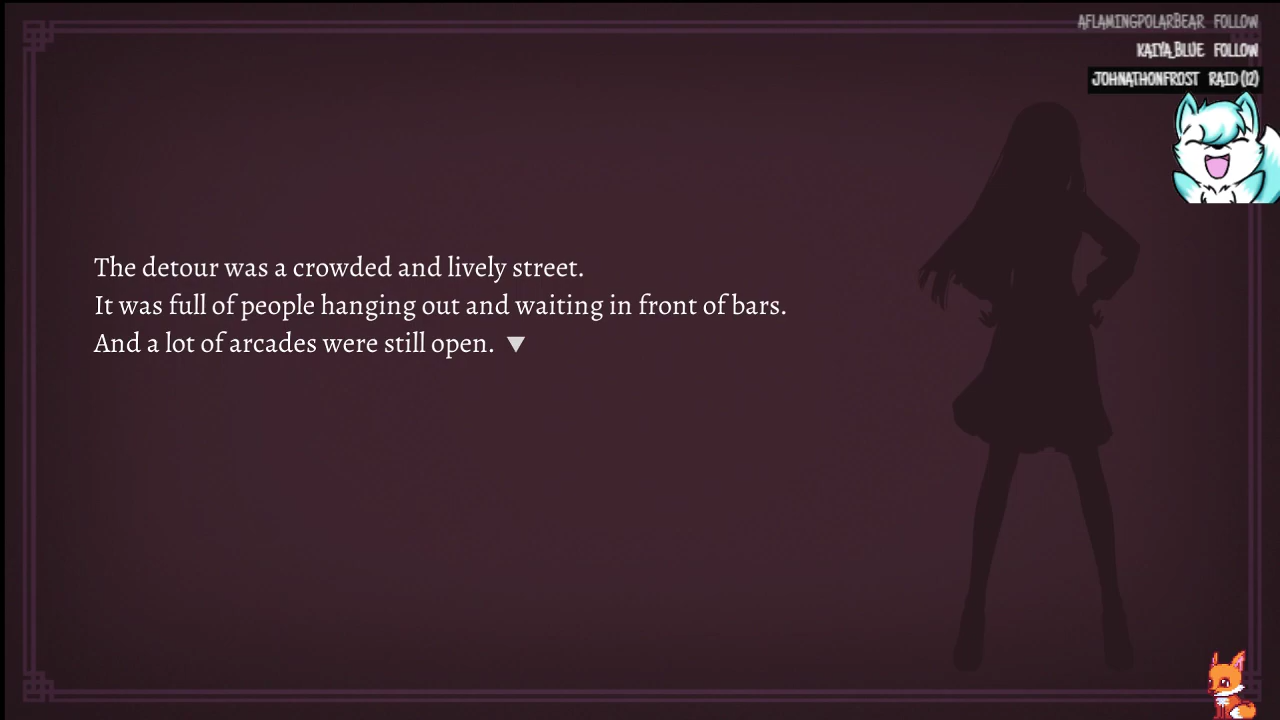 AFLAMINGPOLARBEAR FOLLOW
KAIYA_BLUE FOLLOW
JOHNATHONFROST RAID (12)
The detour was a crowded and lively street.
It was full of people hanging out and waiting in front of bars.
And a lot of arcades were still open.